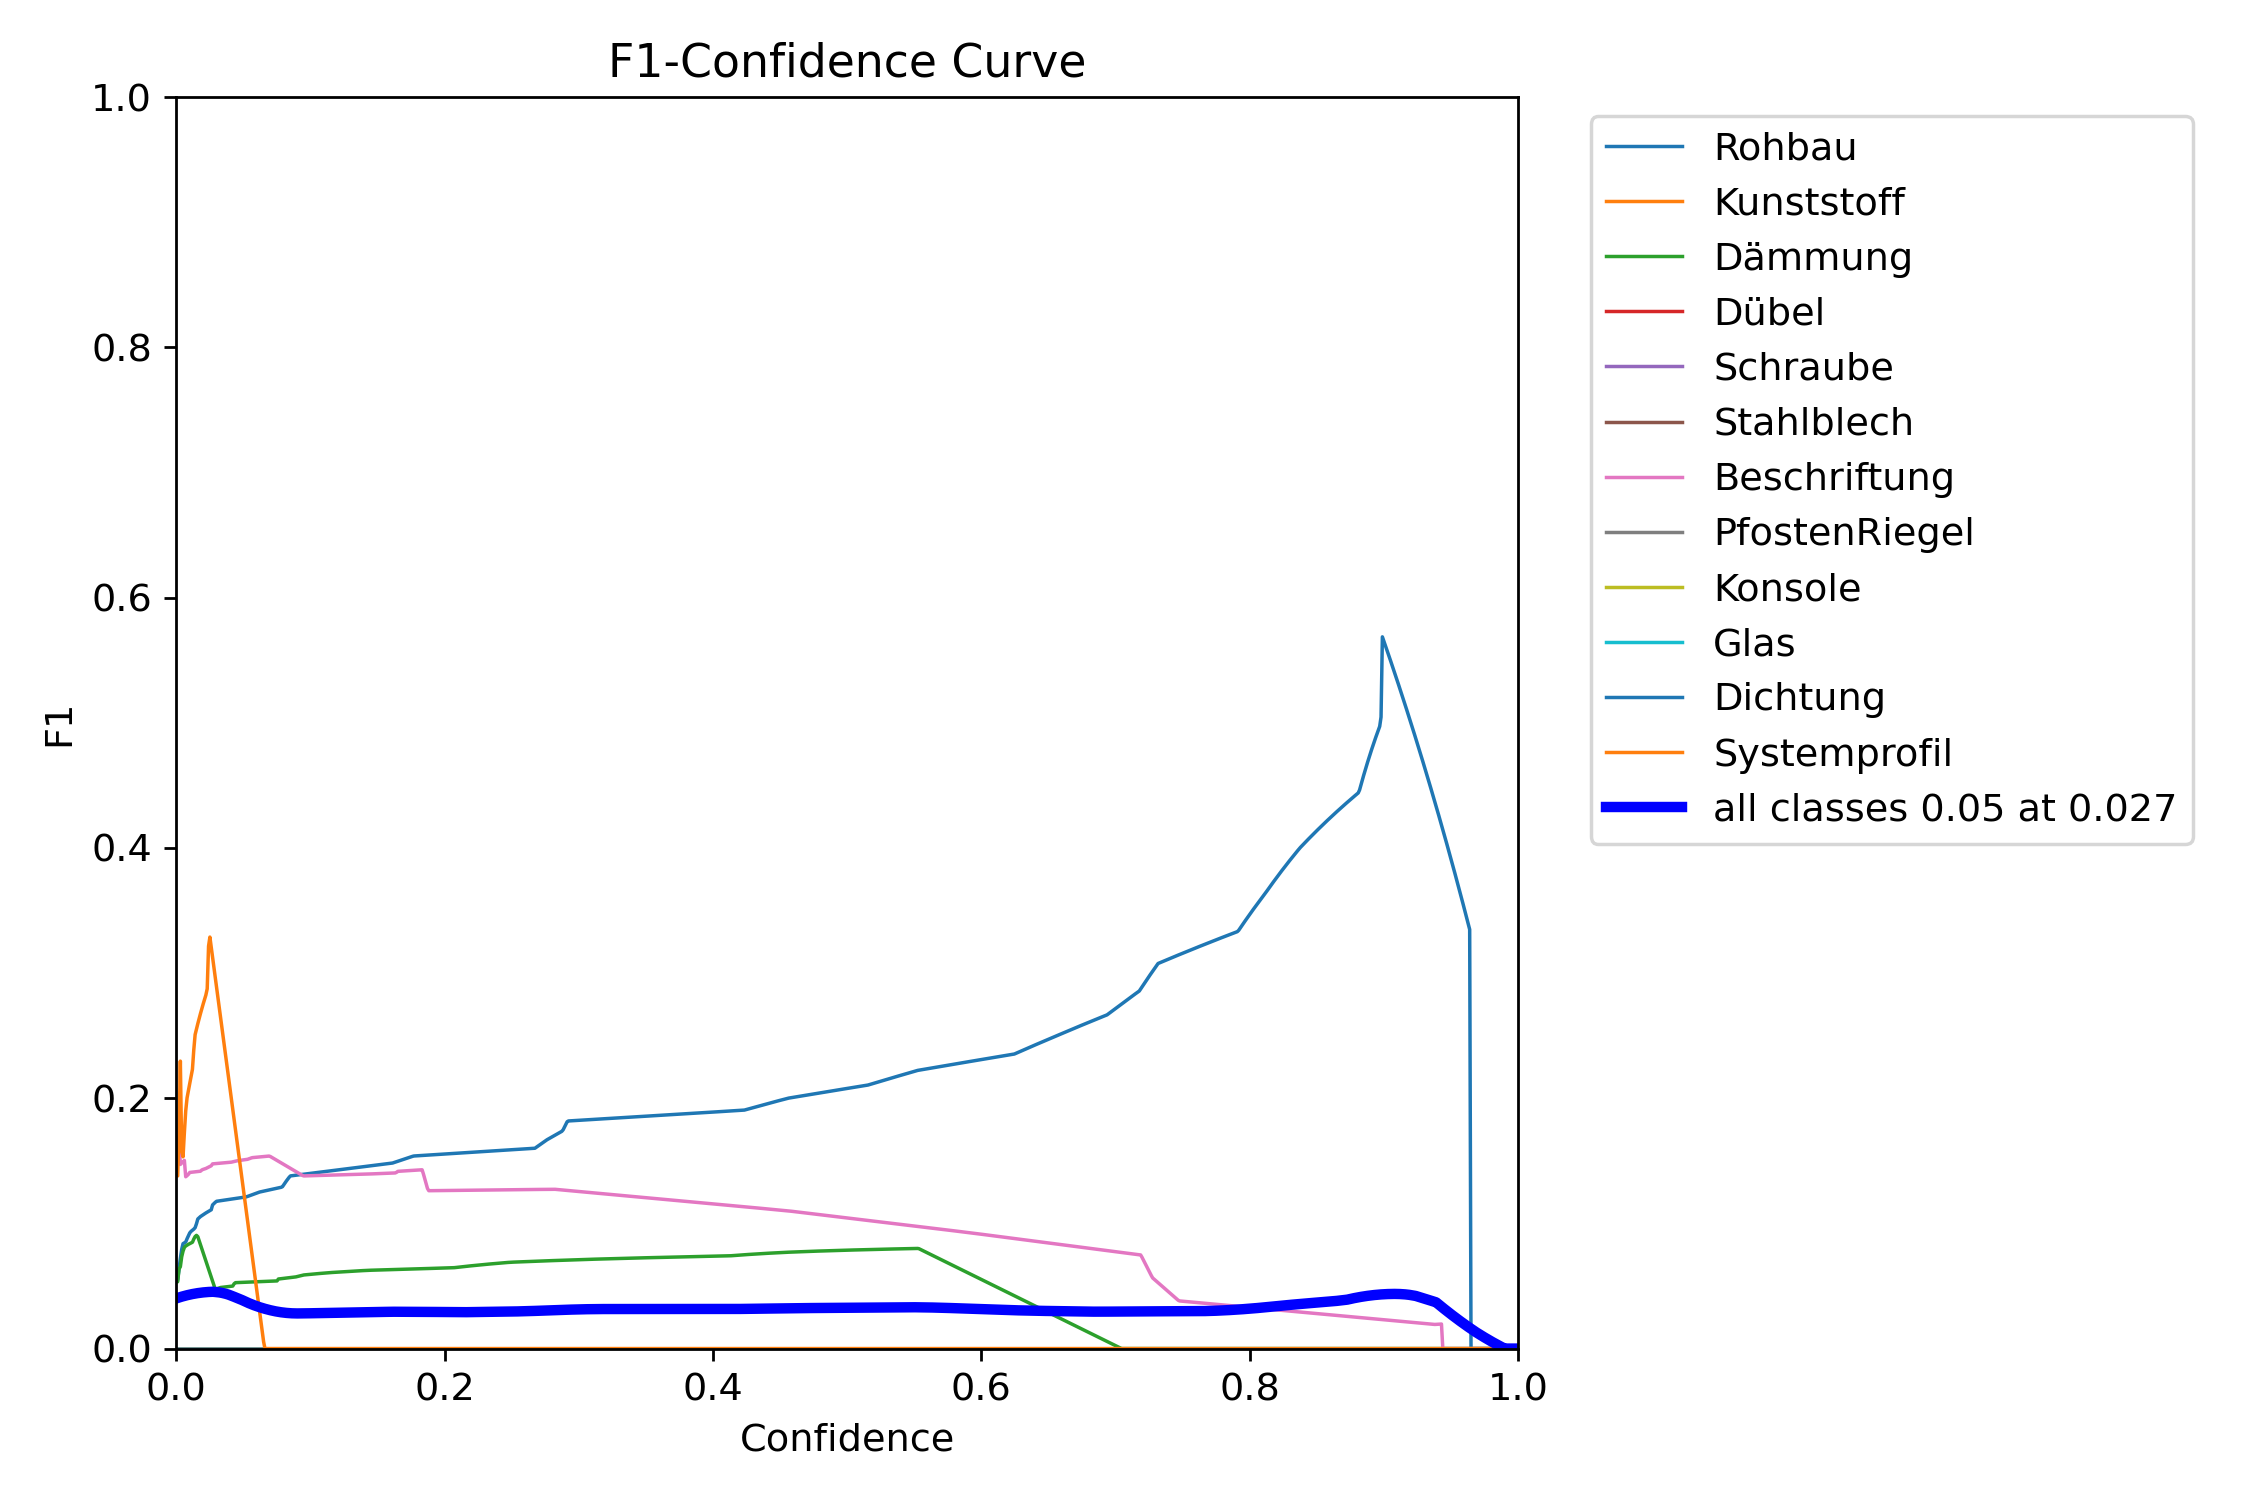 F1-Confidence Curve
1.0
0.8
0.6
0.4
0.2
0.0
F1
0.0 0.2 0.4 0.6 0.8 1.0
Confidence
Rohbau
Kunststoff
Dämmung
Dübel
Schraube
Stahlblech
Beschriftung
PfostenRiegel
Konsole
Glas
Dichtung
Systemprofil
all classes 0.05 at 0.027